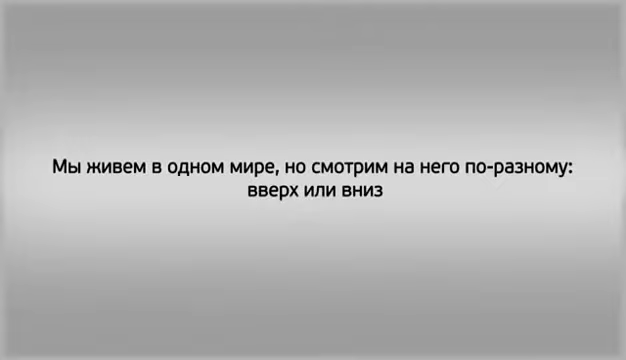 Мы живем в одном мире, но смотрим на него по-разному:
вверх или вниз